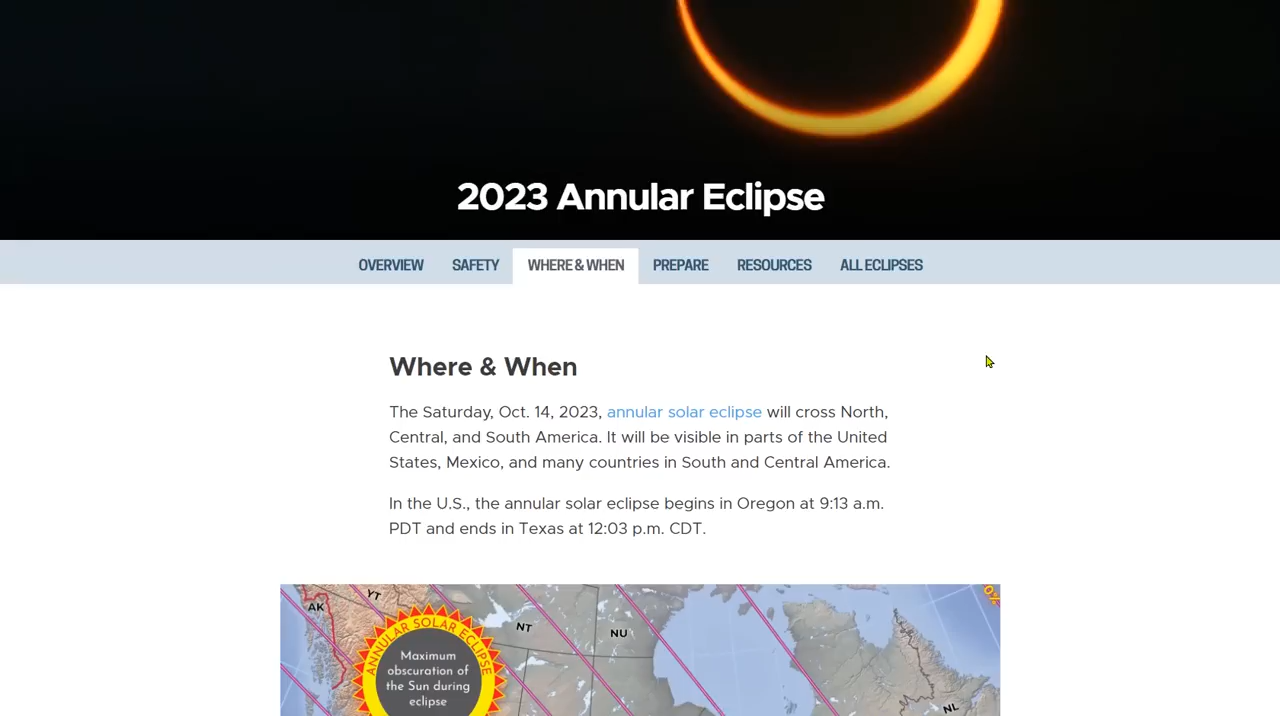 2023 Annular Eclipse
OVERVIEW SAFETY WHERE & WHEN PREPARE RESOURCES ALL ECLIPSES
Where & When
The Saturday, Oct. 14, 2023, annular solar eclipse will cross North,
Central, and South America. It will be visible in parts of the United
States, Mexico, and many countries in South and Central America.
In the U.S., the annular solar eclipse begins in Oregon at 9:13 a.m.
PDT and ends in Texas at 12:03 p.m. CDT.
AK
YT
NT
NU
NL
0%
ANNULAR SOLAR ECLIPSE
Maximum
obscuration of
the Sun during
eclipse